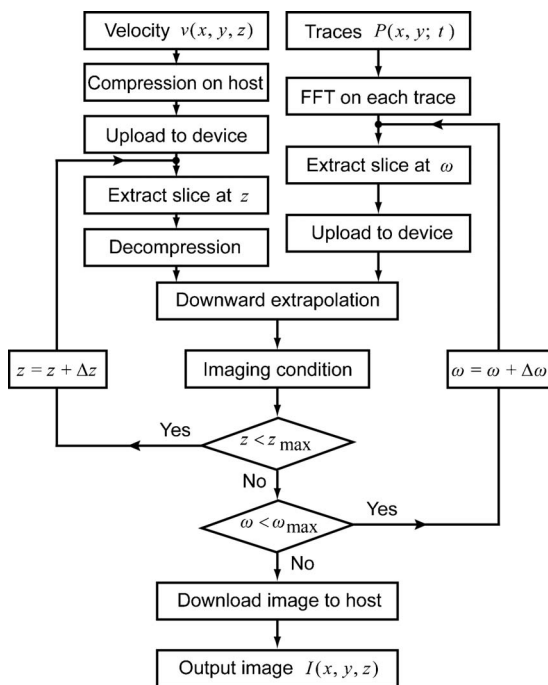 Velocity v(x, y, z)
Traces P(x, y; t)
Compression on host
FFT on each trace
Upload to device
Extract slice at ω
Extract slice at z
Decompression
Upload to device
Downward extrapolation
z = z + Δz
Imaging condition
ω = ω + Δω
Yes
z < z max
No
ω < ω max
Yes
No
Download image to host
Output image I(x, y, z)